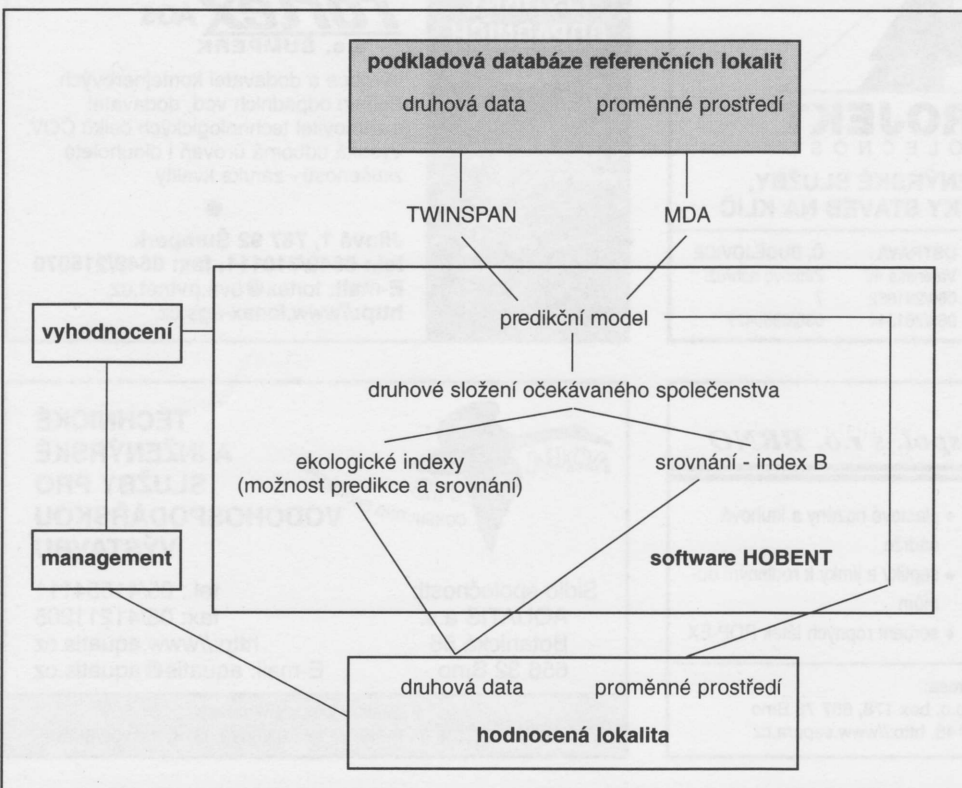 podkladová databáze referenčních lokalit
druhová data proměnné prostředí
TWINSPAN MDA
predikční model
vyhodnocení
druhové složení očekávaného společenstva
ekologické indexy
(možnost predikce a srovnání)
srovnání - index B
management
software HOBENT
druhová data proměnné prostředí
hodnocená lokalita